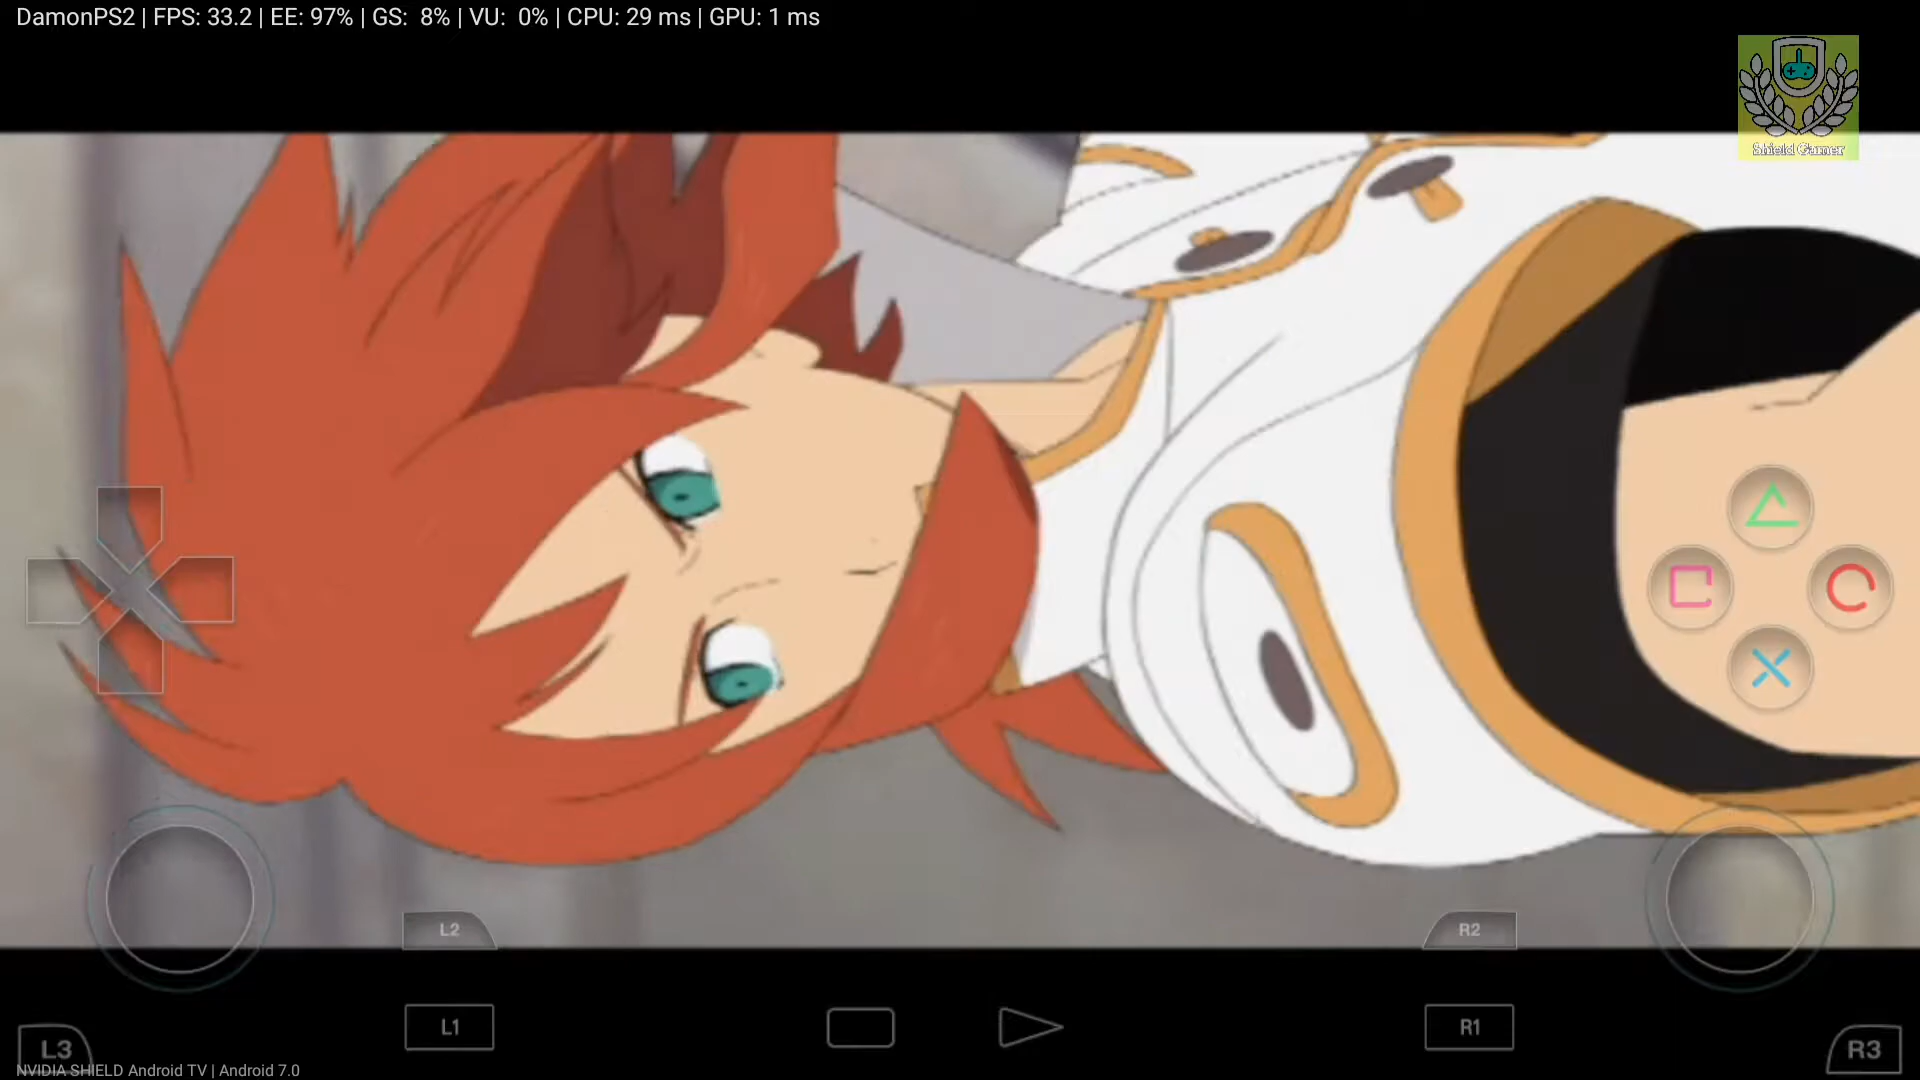 DamonPS2 | FPS: 33.2 | EE: 97% | GS: 8% | VU: 0% | CPU: 29 ms | GPU: 1 ms
Shield Gamer
L2
R2
L1
R1
L3
R3
NVIDIA SHIELD Android TV | Android 7.0